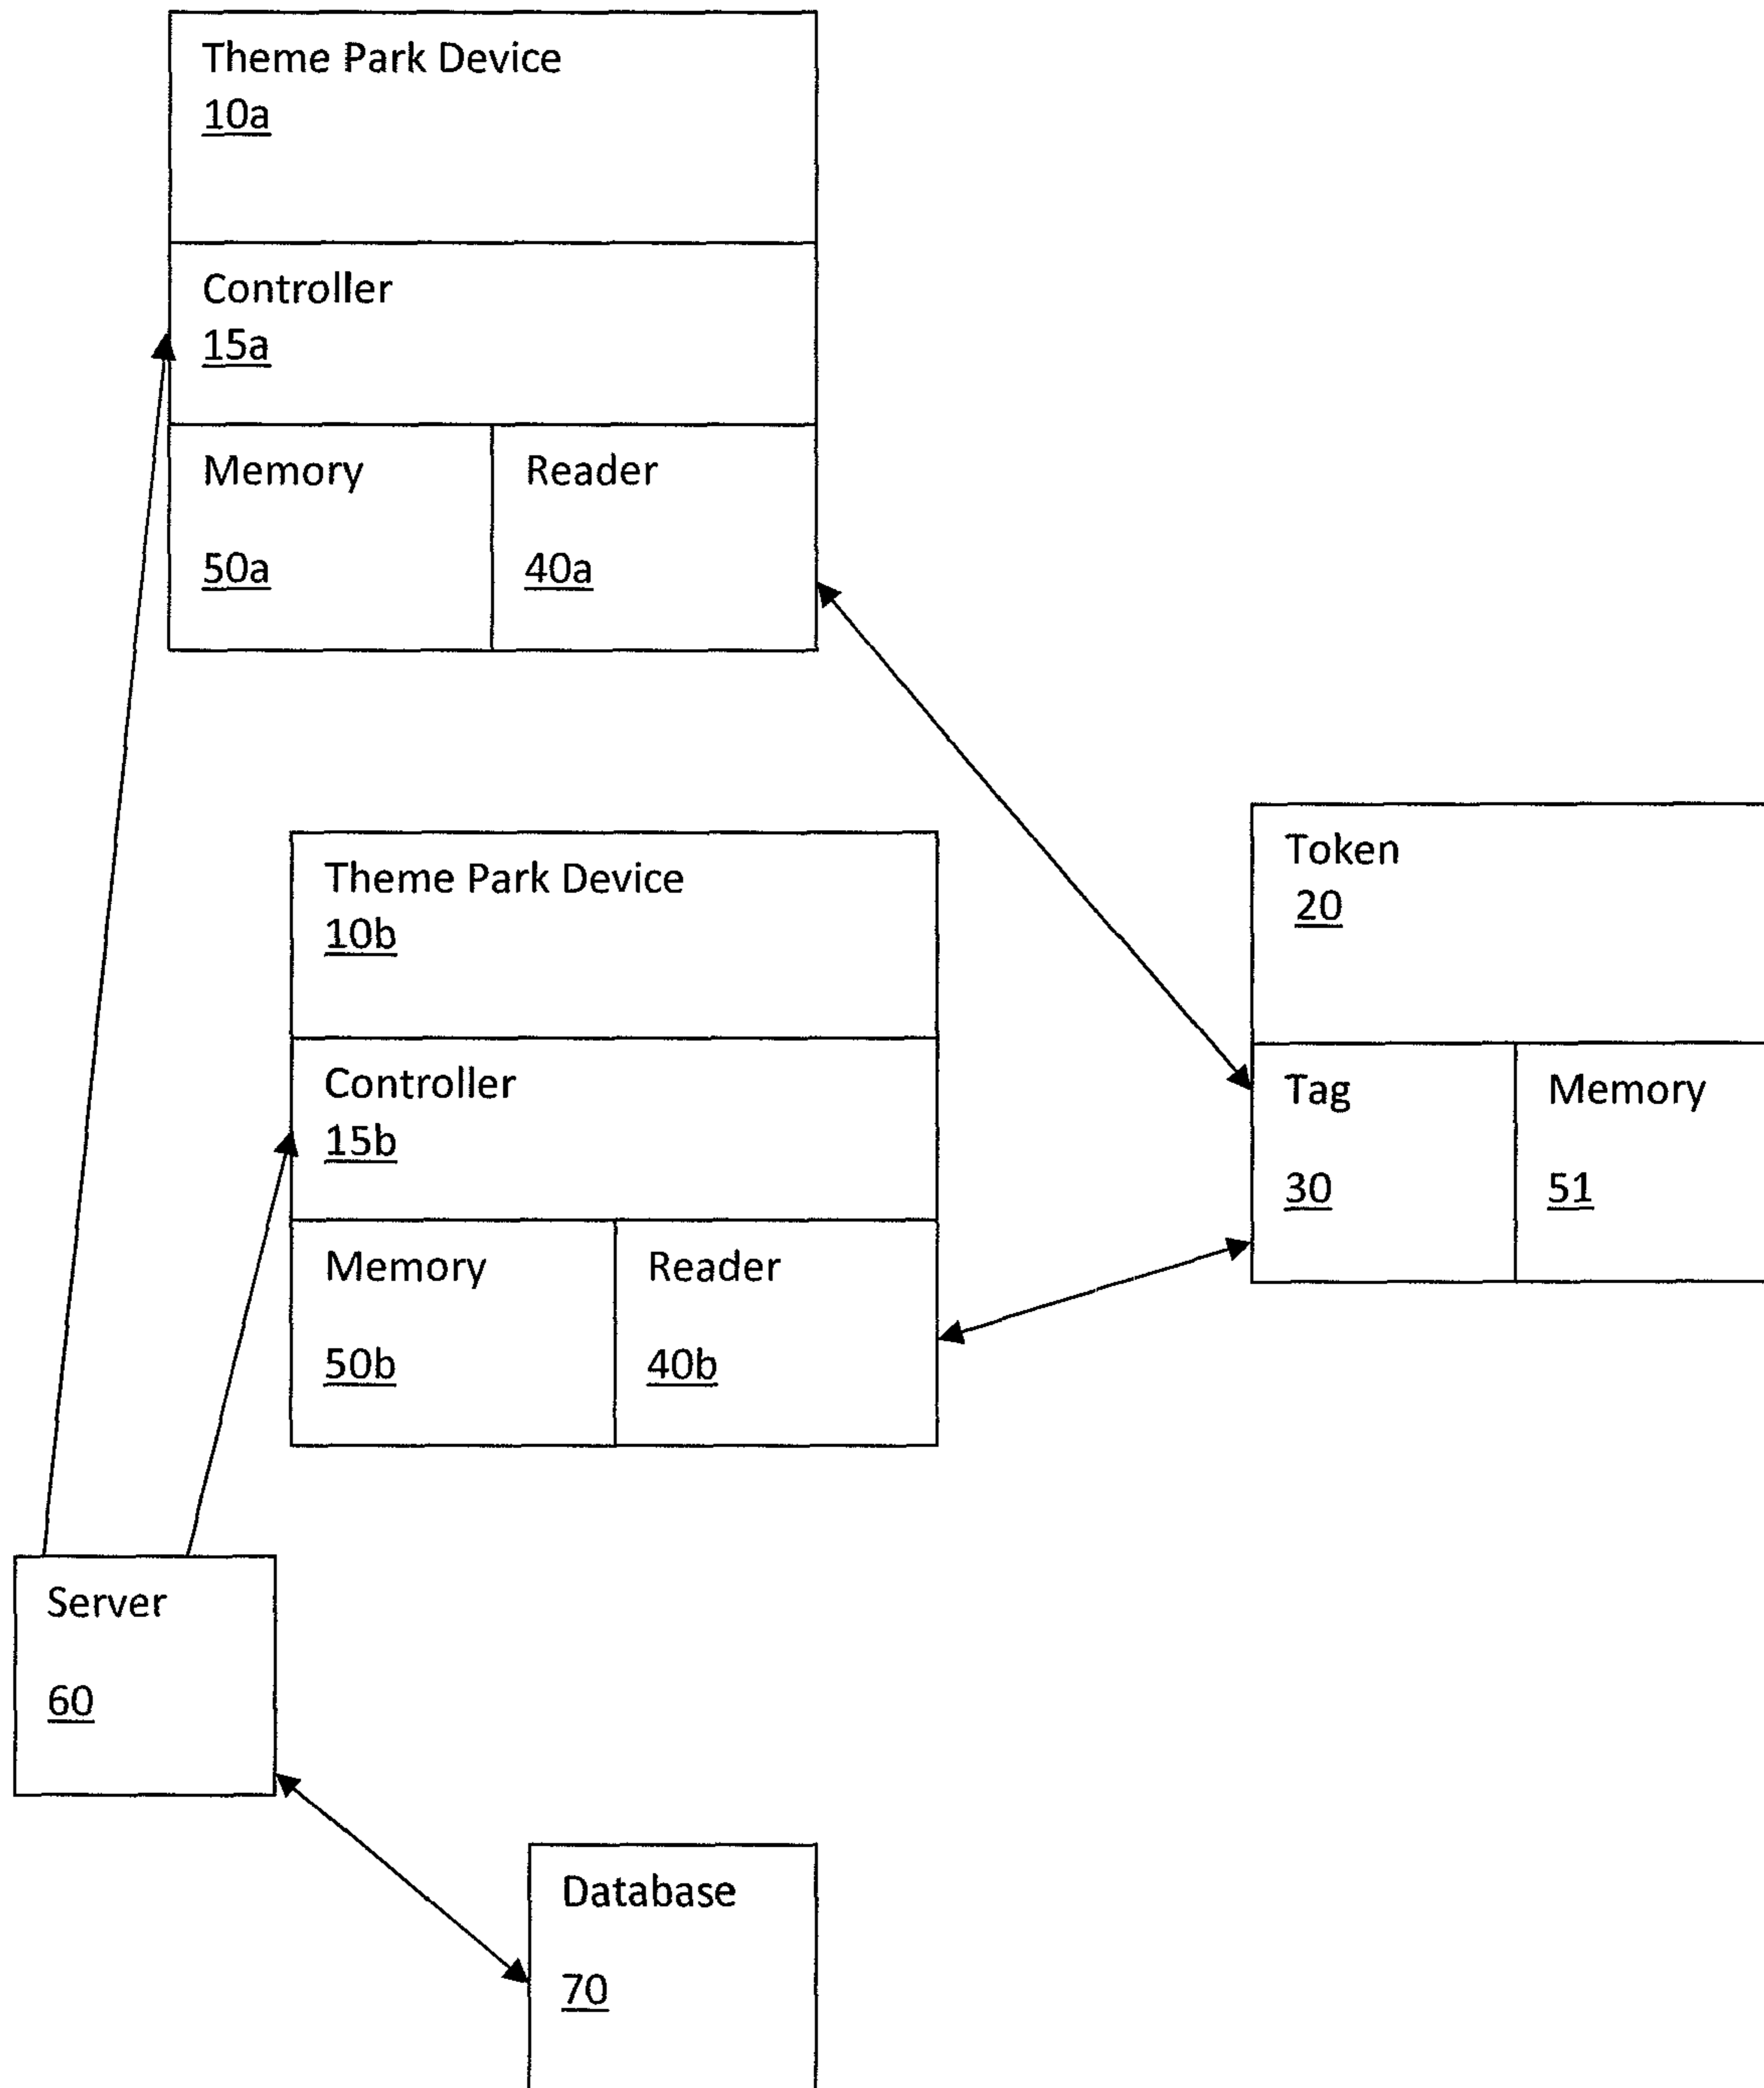 Theme Park Device
10a
Controller
15a
Memory
50a
Reader
40a
Theme Park Device
10b
Controller
15b
Memory
50b
Reader
40b
Token
20
Tag
30
Memory
51
Server
60
Database
70